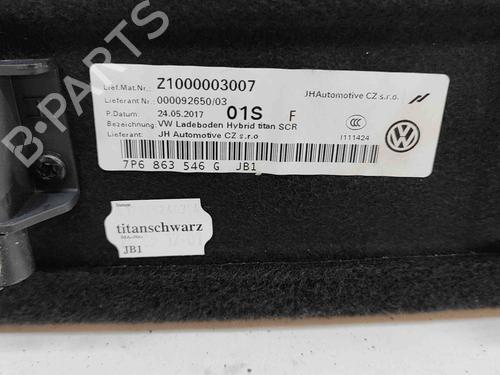 Lief.Mat.Nr.: Z1000003007
Lieferant Nr.: 000092650/03
P.Datum: 24.05.2017 01S F
Bezeichnung: VW Ladeboden Hybrid titan SCR
Lieferant: JH Automotive CZ s.r.o
JHAutomotive CZ s.r.o.
I111424
7P6 863 546 G JB1
titanschwarz
JB1
B-PARTS